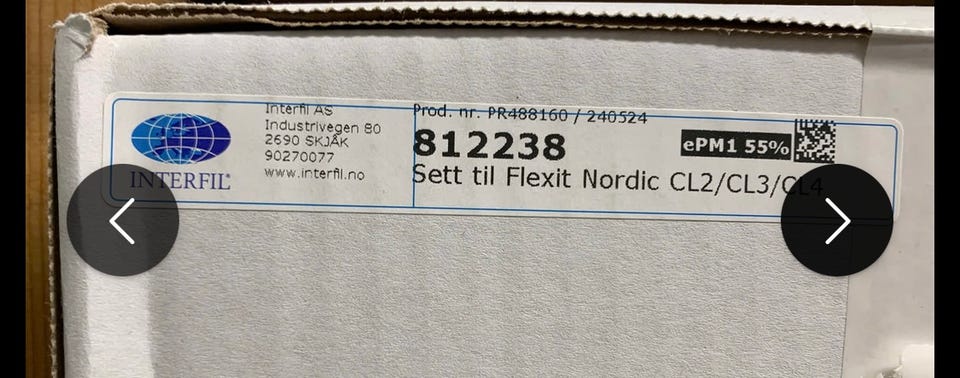 INTERFIL®
Interfil AS
Industrivegen 80
2690 SKJÅK
90270077
www.interfil.no
Prod. nr. PR488160 / 240524
812238
ePM1 55%
Sett til Flexit Nordic CL2/CL3/CL4